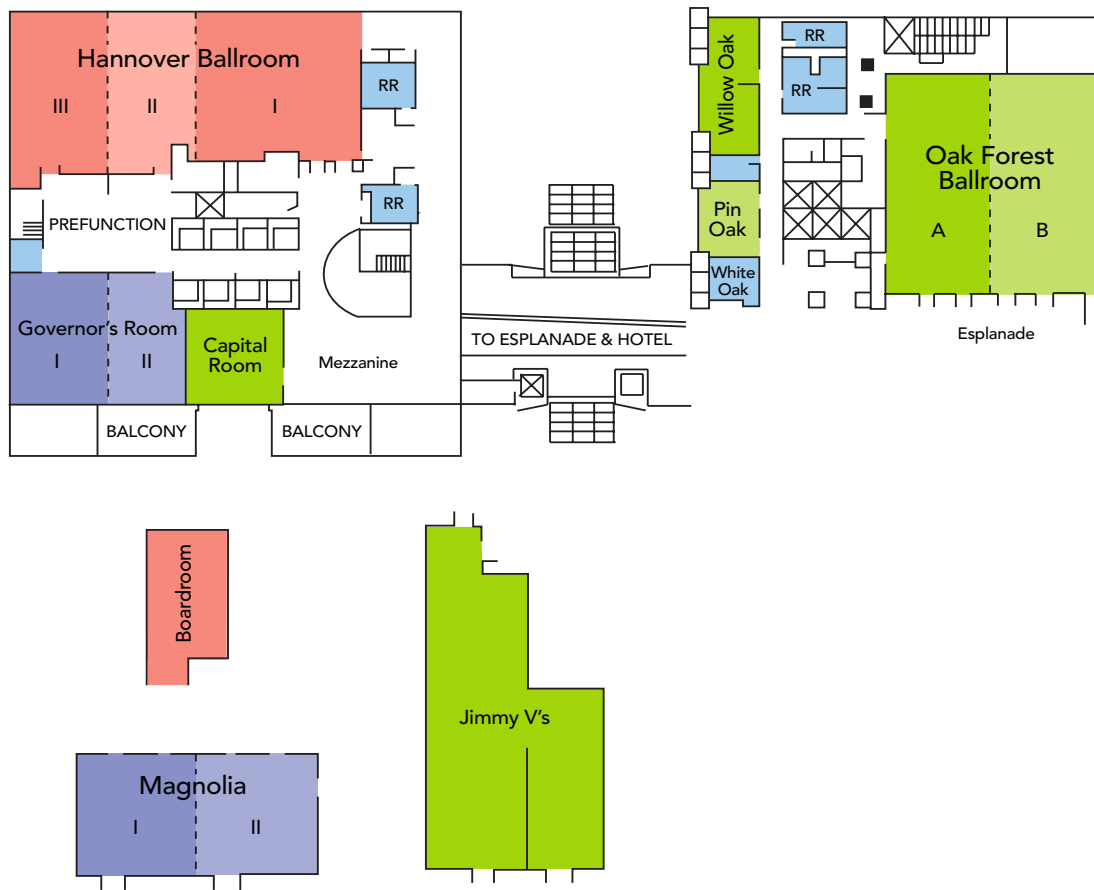 Hannover Ballroom
III
II
I
RR
RR
PREFUNCTION
Governor's Room
I
II
Capital
Room
Mezzanine
BALCONY
BALCONY
TO ESPLANADE & HOTEL
Willow Oak
RR
RR
Pin
Oak
White
Oak
Oak Forest
Ballroom
A
B
Esplanade
Boardroom
Jimmy V's
Magnolia
I
II